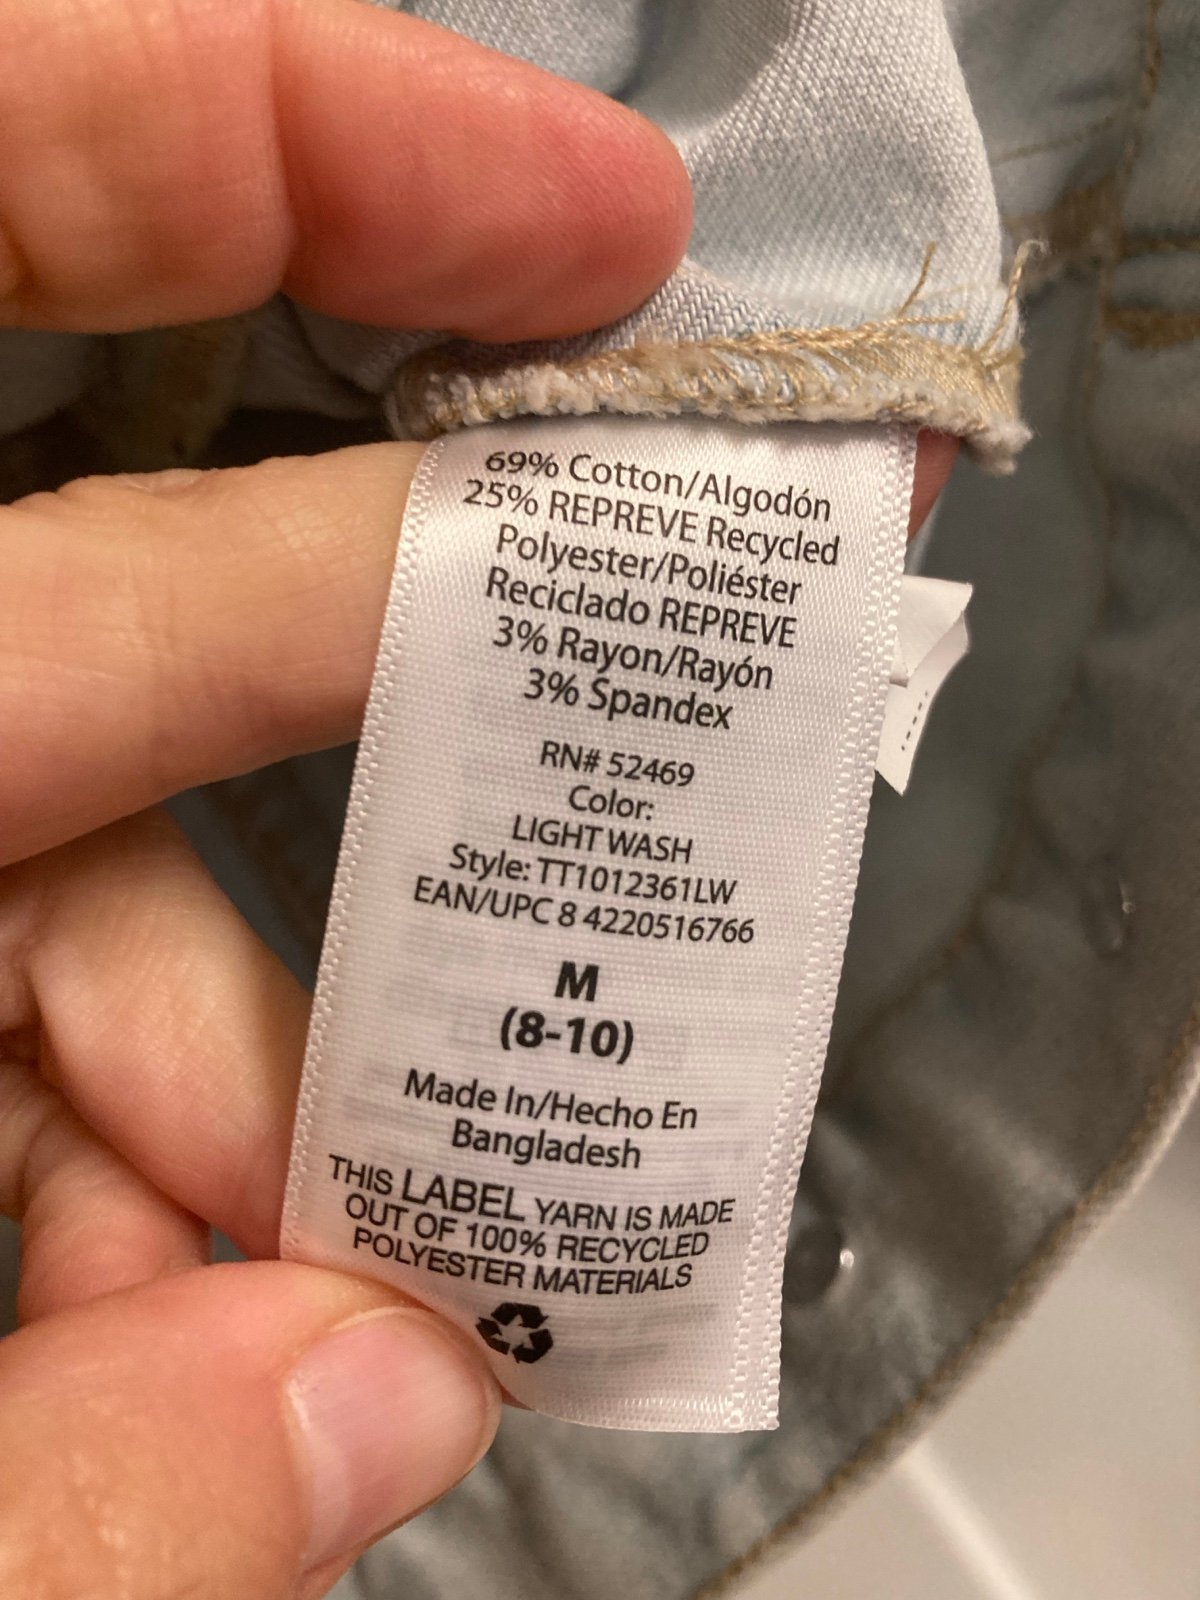 69% Cotton/Algodón
25% REPREVE Recycled
Polyester/Poliéster
Reciclado REPREVE
3% Rayon/Rayón
3% Spandex
RN# 52469
Color:
LIGHT WASH
Style: TT1012361LW
EAN/UPC 8 4220516766
M
(8-10)
Made In/Hecho En
Bangladesh
THIS LABEL YARN IS MADE
OUT OF 100% RECYCLED
POLYESTER MATERIALS